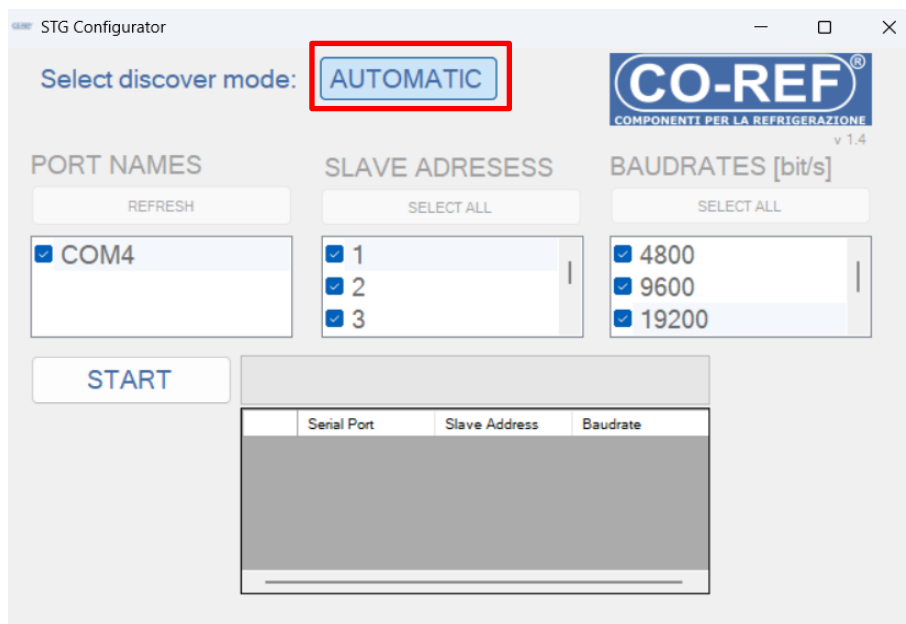 STG Configurator
Select discover mode: AUTOMATIC
CO-REF®
COMPONENTI PER LA REFRIGERAZIONE
v 1.4
PORT NAMES
SLAVE ADRESESS
BAUDRATES [bit/s]
REFRESH
SELECT ALL
SELECT ALL
COM4
1
2
3
4800
9600
19200
START
Serial Port
Slave Address
Baudrate